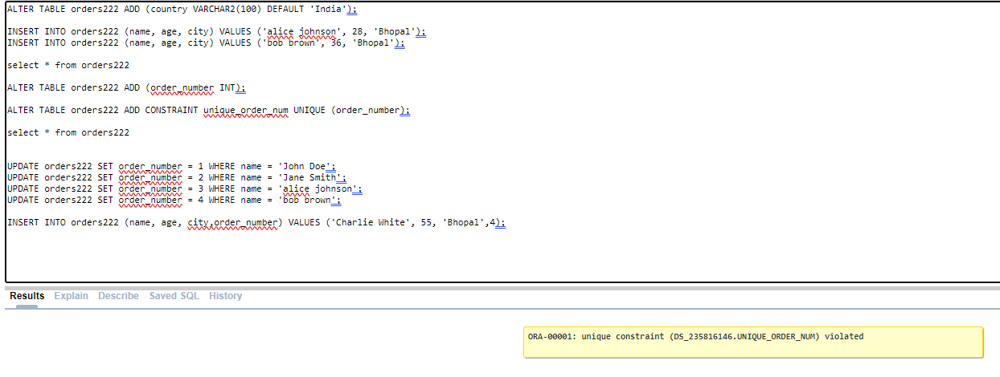 ALTER TABLE orders222 ADD (country VARCHAR2(100) DEFAULT 'India');
INSERT INTO orders222 (name, age, city) VALUES ('alice johnson', 28, 'Bhopal');
INSERT INTO orders222 (name, age, city) VALUES ('bob brown', 36, 'Bhopal');
select * from orders222
ALTER TABLE orders222 ADD (order_number INT);
ALTER TABLE orders222 ADD CONSTRAINT unique_order_num UNIQUE (order_number);
select * from orders222
UPDATE orders222 SET order_number = 1 WHERE name = 'John Doe';
UPDATE orders222 SET order_number = 2 WHERE name = 'Jane Smith';
UPDATE orders222 SET order_number = 3 WHERE name = 'alice johnson';
UPDATE orders222 SET order_number = 4 WHERE name = 'bob brown';
INSERT INTO orders222 (name, age, city,order_number) VALUES ('Charlie White', 55, 'Bhopal',4);
Results Explain Describe Saved SQL History
ORA-00001: unique constraint (DS_235816146.UNIQUE_ORDER_NUM) violated